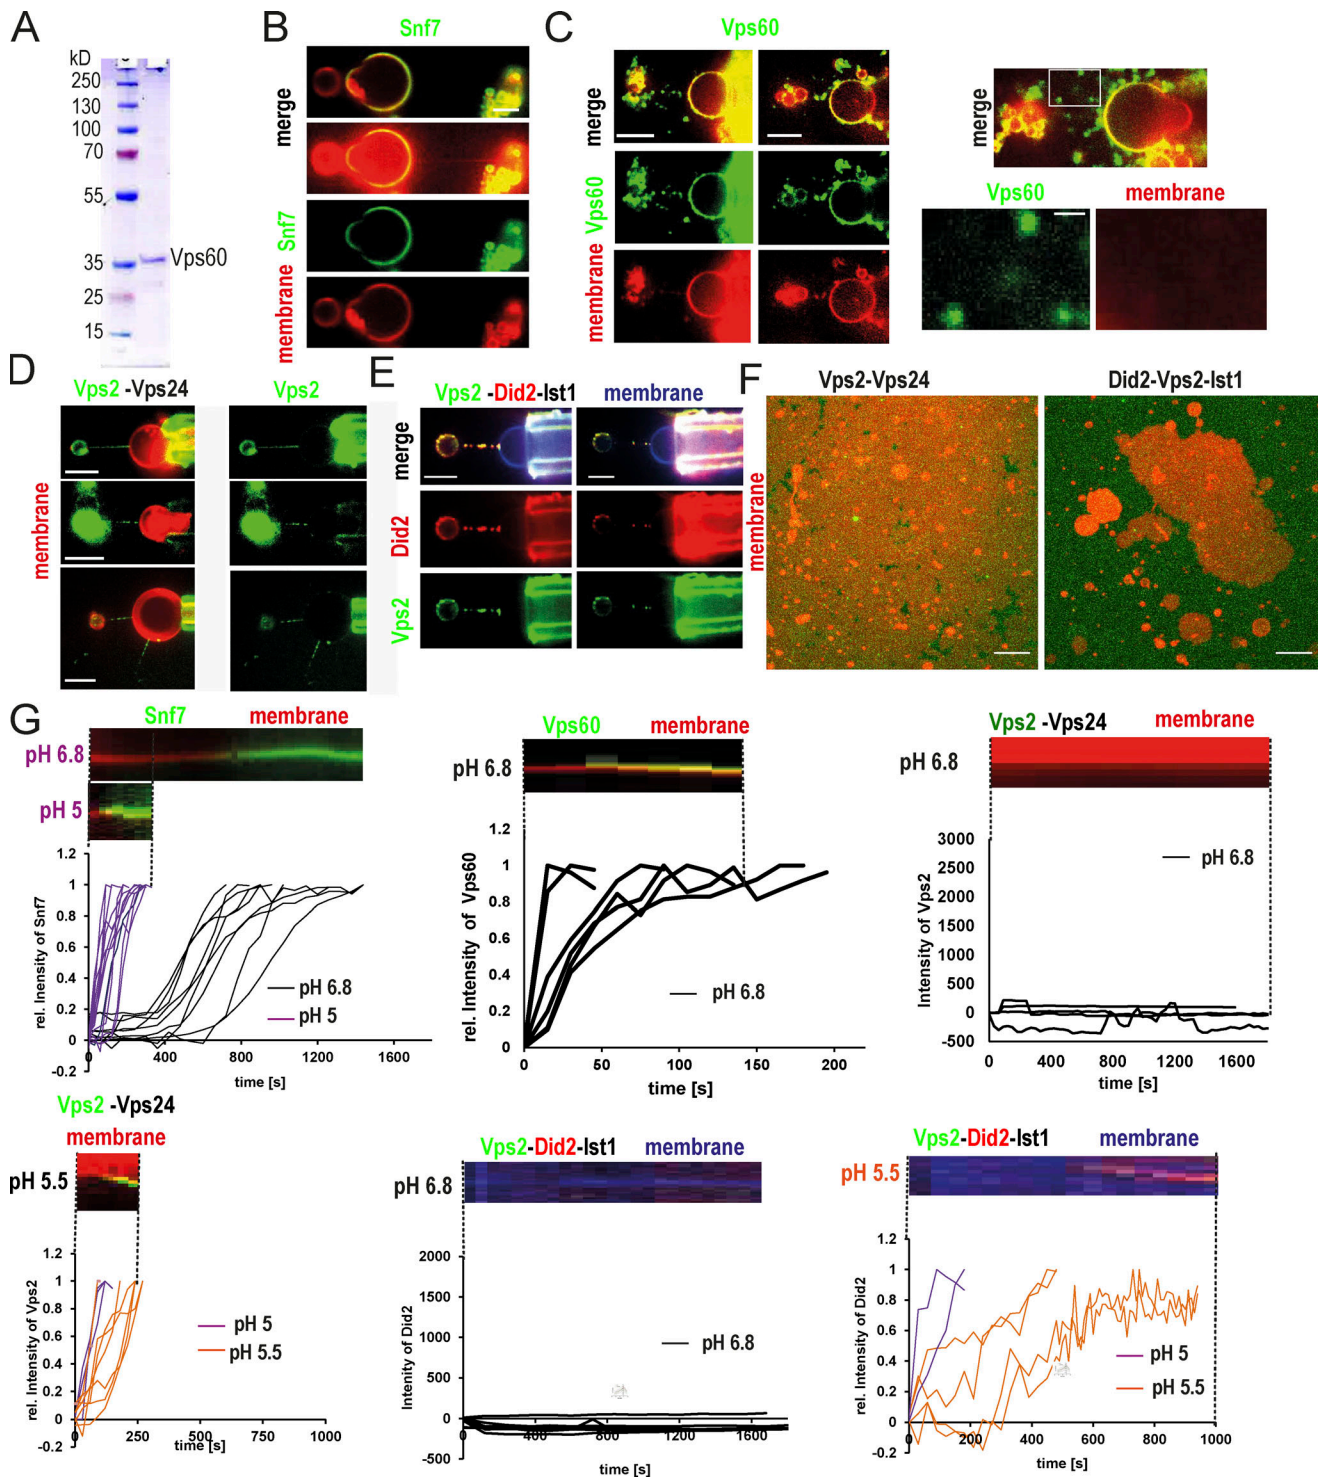 A
kD
250
130
100
70
55
35
25
15
Vps60
B
Snf7
merge
Snf7
membrane
C
Vps60
merge
Vps60
membrane
merge
Vps60
membrane
D
Vps2 -Vps24
Vps2
membrane
E
Vps2 -Did2-Ist1
membrane
merge
Did2
Vps2
F
Vps2-Vps24
Did2-Vps2-Ist1
membrane
G
Snf7
membrane
pH 6.8
pH 5
1.2
1
0.8
0.6
0.4
0.2
0
-0.2
rel. Inensity of Snf7
pH 6.8
pH 5
0
400
800
1200
1600
time [s]
Vps60
membrane
pH 6.8
1.2
1
0.8
0.6
0.4
0.2
0
rel. Intensity of Vps60
pH 6.8
0
50
100
150
200
time [s]
Vps2 -Vps24
membrane
pH 6.8
3000
2500
2000
1500
1000
500
0
-500
Intensity of Vps2
pH 6.8
0
400
800
1200
1600
time [s]
Vps2 -Vps24
membrane
pH 5.5
1.2
1
0.8
0.6
0.4
0.2
0
-0.2
rel. Intensity of Vps2
pH 5
pH 5.5
0
250
500
750
1000
time [s]
Vps2-Did2-Ist1
membrane
pH 6.8
2000
1500
1000
500
0
-500
Intenity of Did2
pH 6.8
0
400
800
1200
1600
time [s]
Vps2-Did2-Ist1
membrane
pH 5.5
1.2
1
0.8
0.6
0.4
0.2
0
-0.2
rel. Intensity of Did2
pH 5
pH 5.5
0
200
400
600
800
1000
time [s]